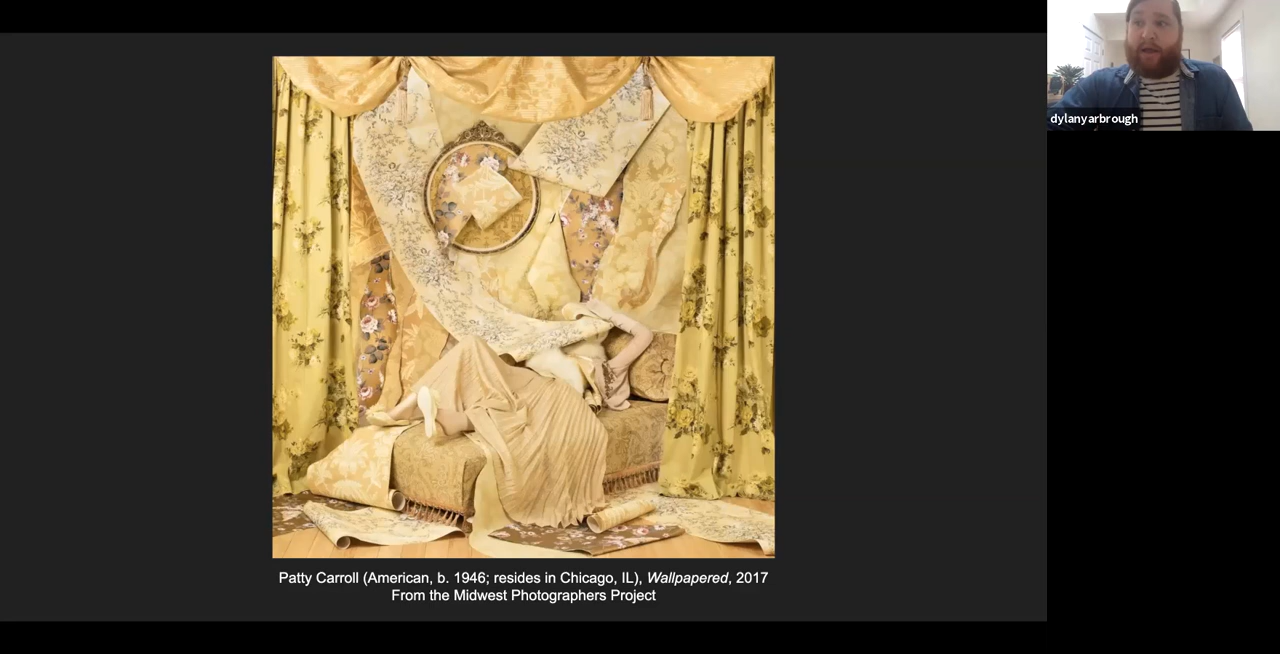 dylanyarbrough
Patty Carroll (American, b. 1946; resides in Chicago, IL), Wallpapered, 2017
From the Midwest Photographers Project